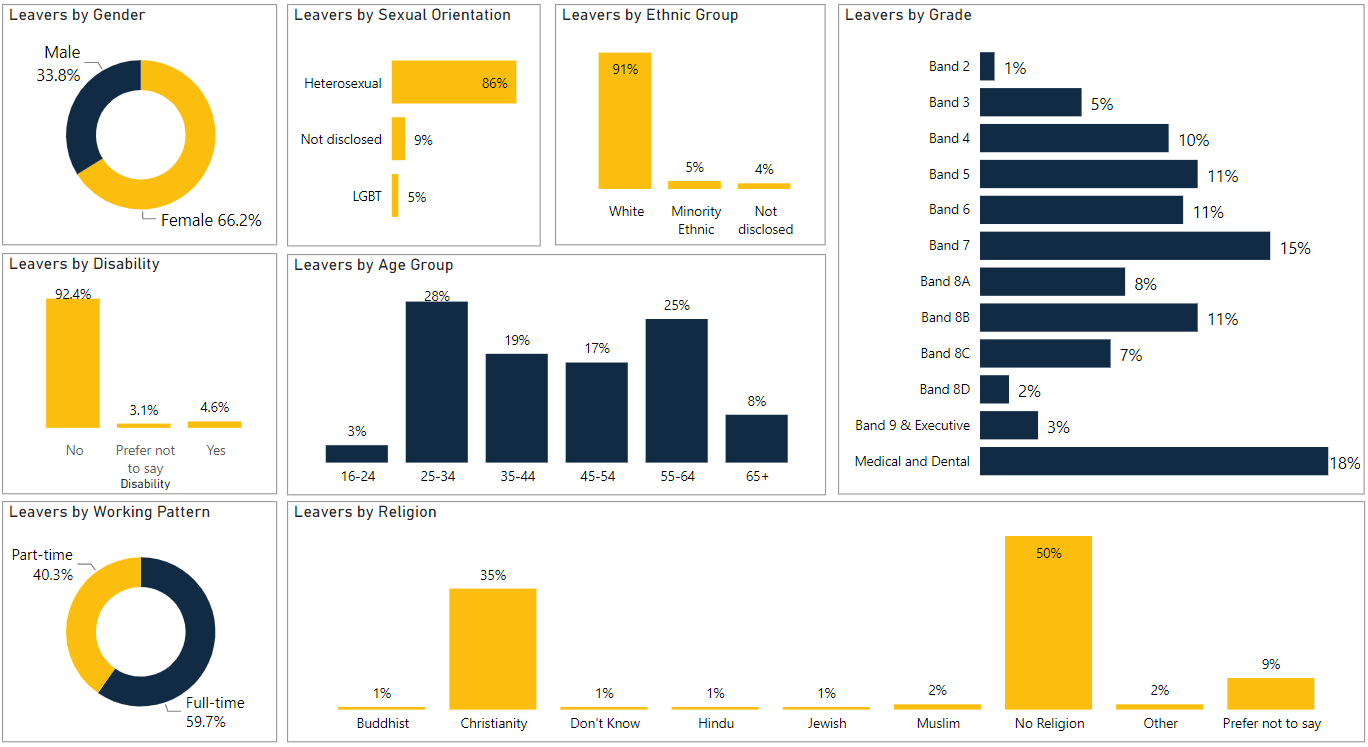 Leavers by Gender
Male
33.8%
Female 66.2%
Leavers by Sexual Orientation
Heterosexual
86%
Not disclosed
9%
LGBT
5%
Leavers by Ethnic Group
91%
5%
4%
White
Minority
Ethnic
Not
disclosed
Leavers by Grade
Band 2
1%
Band 3
5%
Band 4
10%
Band 5
11%
Band 6
11%
Band 7
15%
Band 8A
8%
Band 8B
11%
Band 8C
7%
Band 8D
2%
Band 9 & Executive
3%
Medical and Dental
18%
Leavers by Disability
92.4%
3.1%
4.6%
No
Prefer not
to say
Yes
Disability
Leavers by Age Group
3%
28%
19%
17%
25%
8%
16-24
25-34
35-44
45-54
55-64
65+
Leavers by Working Pattern
Part-time
40.3%
Full-time
59.7%
Leavers by Religion
1%
35%
1%
1%
1%
2%
50%
2%
9%
Buddhist
Christianity
Don't Know
Hindu
Jewish
Muslim
No Religion
Other
Prefer not to say